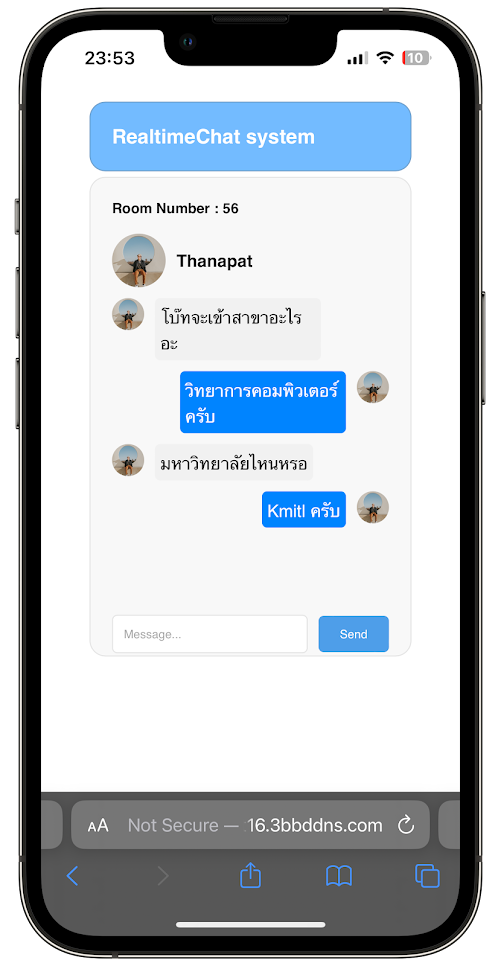 23:53
10
RealtimeChat system
Room Number : 56
Thanapat
โบ๊ทจะเข้าสาขาอะไร
อะ
วิทยาการคอมพิวเตอร์
ครับ
มหาวิทยาลัยไหนหรอ
Kmitl ครับ
Message...
Send
AA Not Secure — 16.3bbddns.com